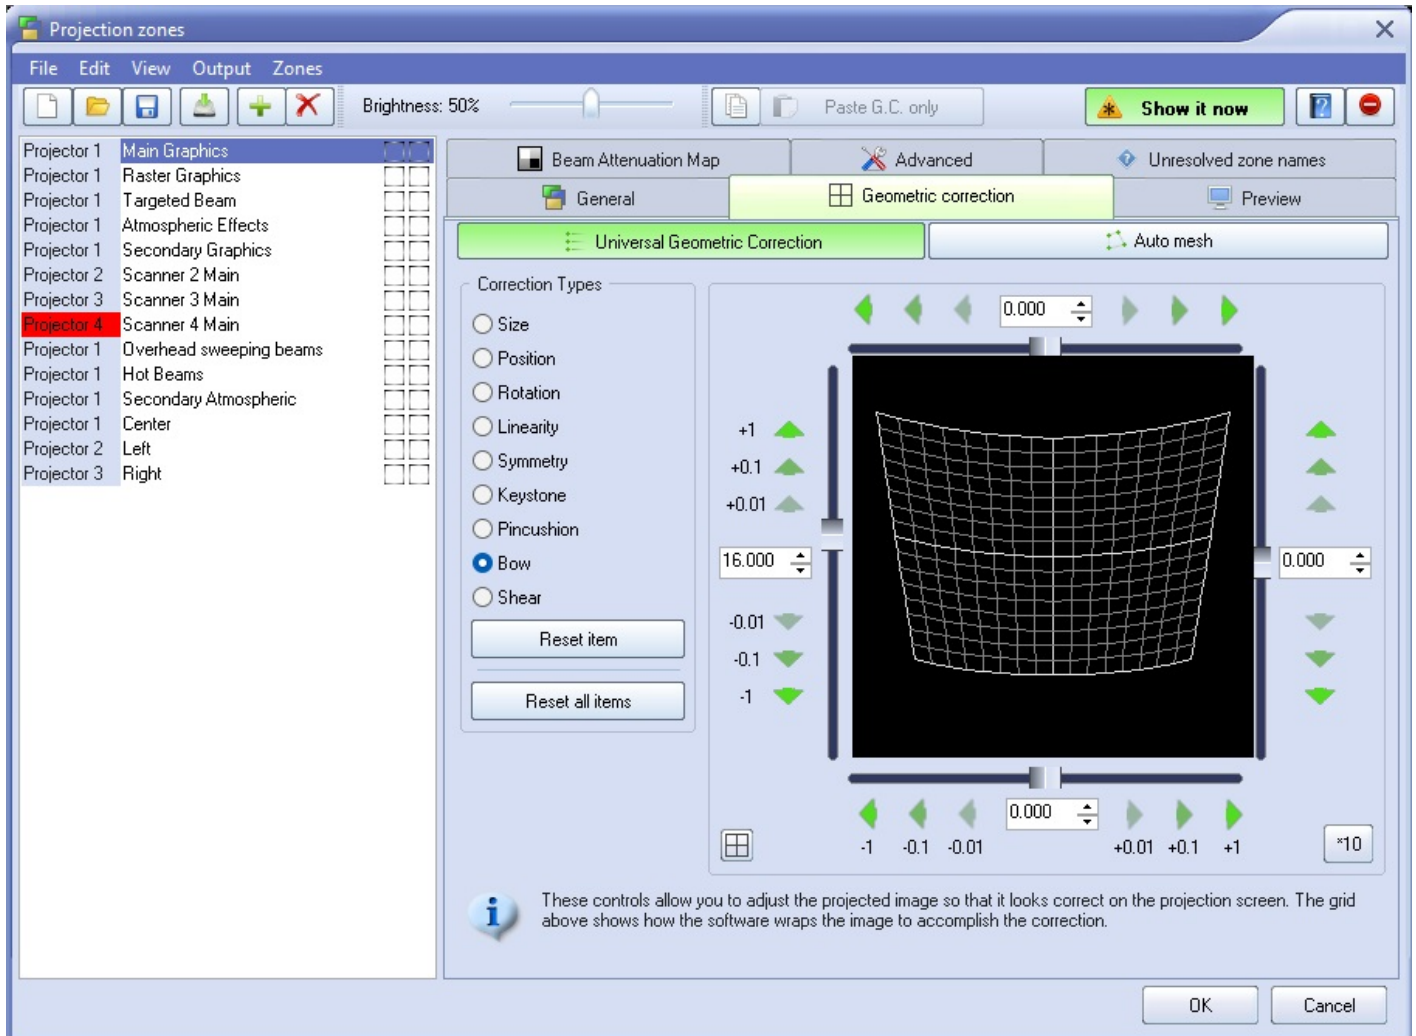 Projection zones
File Edit View Output Zones
Brightness: 50%
Paste G.C. only
Show it now
Projector 1 Main Graphics
Projector 1 Raster Graphics
Projector 1 Targeted Beam
Projector 1 Atmospheric Effects
Projector 1 Secondary Graphics
Projector 2 Scanner 2 Main
Projector 3 Scanner 3 Main
Projector 4 Scanner 4 Main
Projector 1 Overhead sweeping beams
Projector 1 Hot Beams
Projector 1 Secondary Atmospheric
Projector 1 Center
Projector 2 Left
Projector 3 Right
Beam Attenuation Map
Advanced
Unresolved zone names
General
Geometric correction
Preview
Universal Geometric Correction
Auto mesh
Correction Types
Size
Position
Rotation
Linearity
Symmetry
Keystone
Pincushion
Bow
Shear
Reset item
Reset all items
0.000
+1
+0.1
+0.01
16.000
-0.01
-0.1
-1
0.000
0.000
-1 -0.1 -0.01 +0.01 +0.1 +1
*10
These controls allow you to adjust the projected image so that it looks correct on the projection screen. The grid
above shows how the software wraps the image to accomplish the correction.
OK
Cancel